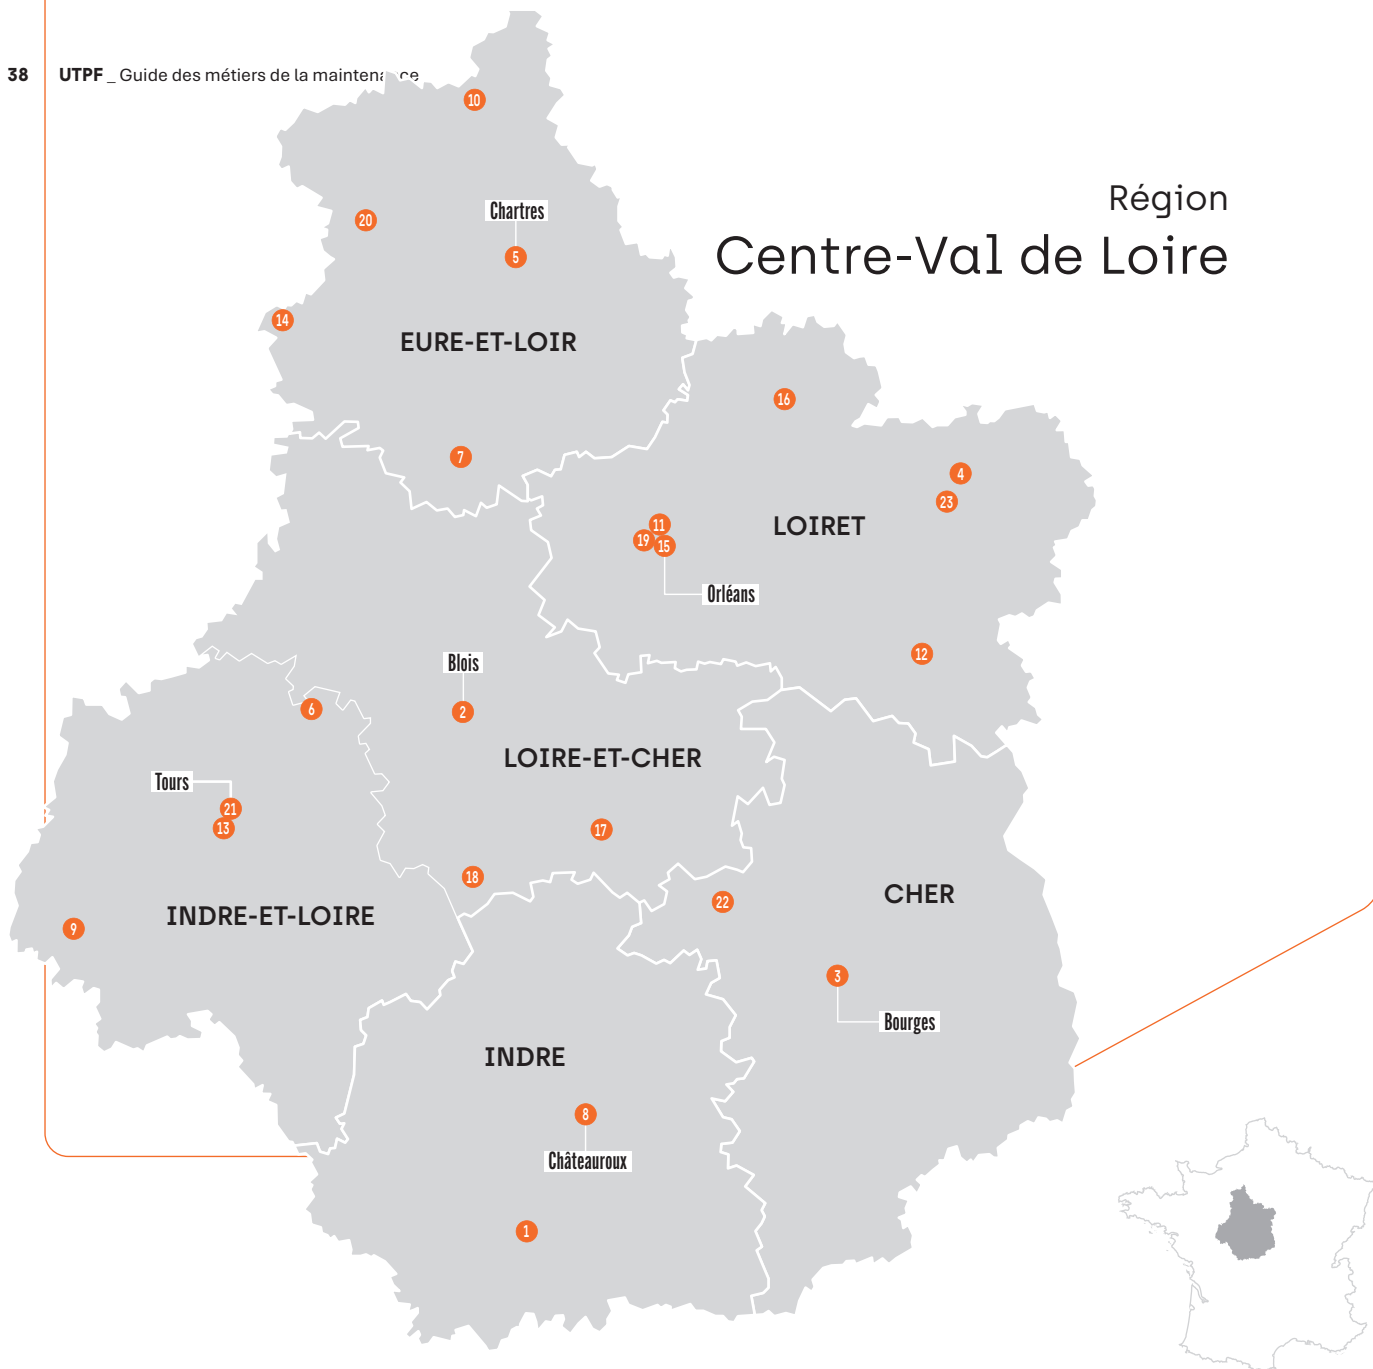 38 UTPF _ Guide des métiers de la maintenance
Région
Centre-Val de Loire
10
20
Chartres
5
14
EURE-ET-LOIR
16
7
4
23
11
LOIRET
19
15
Orléans
12
Blois
6
2
LOIRE-ET-CHER
Tours
21
13
17
18
CHER
22
INDRE-ET-LOIRE
9
3
Bourges
INDRE
8
Châteauroux
1